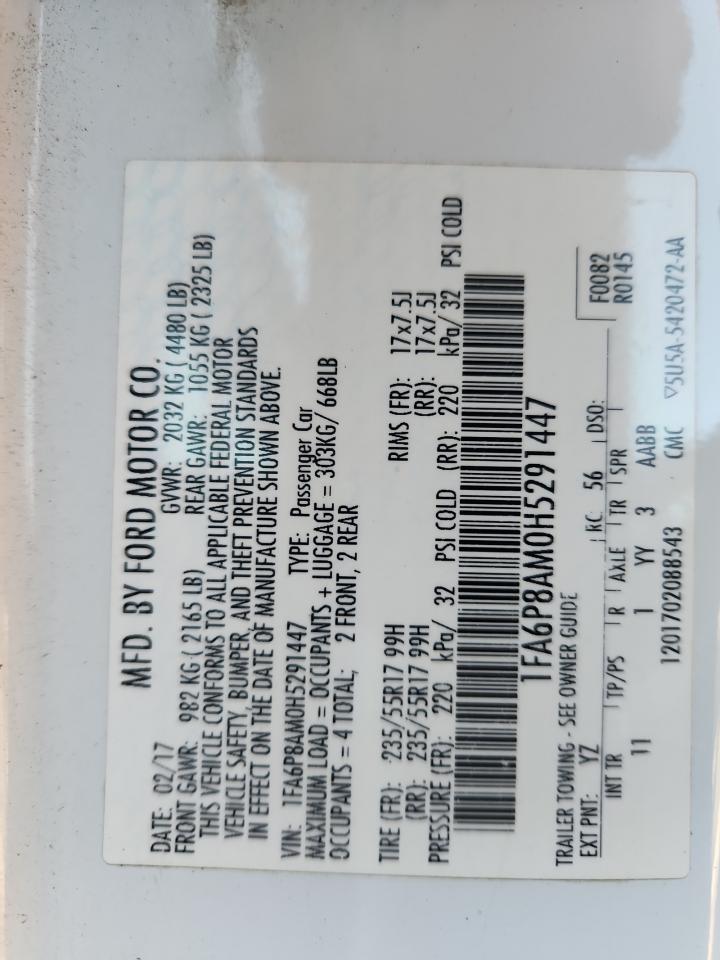 MFD. BY FORD MOTOR CO.
DATE: 02/17 GVWR: 2032 KG ( 4480 LB)
FRONT GAWR: 982 KG ( 2165 LB) REAR GAWR: 1055 KG ( 2325 LB)
THIS VEHICLE CONFORMS TO ALL APPLICABLE FEDERAL MOTOR
VEHICLE SAFETY, BUMPER, AND THEFT PREVENTION STANDARDS
IN EFFECT ON THE DATE OF MANUFACTURE SHOWN ABOVE.
VIN: 1FA6P8AM0H5291447 TYPE: Passenger Car
MAXIMUM LOAD = OCCUPANTS + LUGGAGE = 303KG/ 668LB
OCCUPANTS = 4 TOTAL; 2 FRONT, 2 REAR
TIRE (FR): 235/55R17 99H RIMS (FR): 17x7.5J
(RR): 235/55R17 99H (RR): 17x7.5J
PRESSURE (FR): 220 kPa/ 32 PSI COLD (RR): 220 kPa/ 32 PSI COLD
1FA6P8AM0H5291447
TRAILER TOWING - SEE OWNER GUIDE F0082
EXT PNT: YZ RC: 56 DSO: R0145
INT TR TP/PS R AXLE TR SPR
11 1 YY 3 AABB
1201702088543 CMC ▽5U5A-5420472-AA